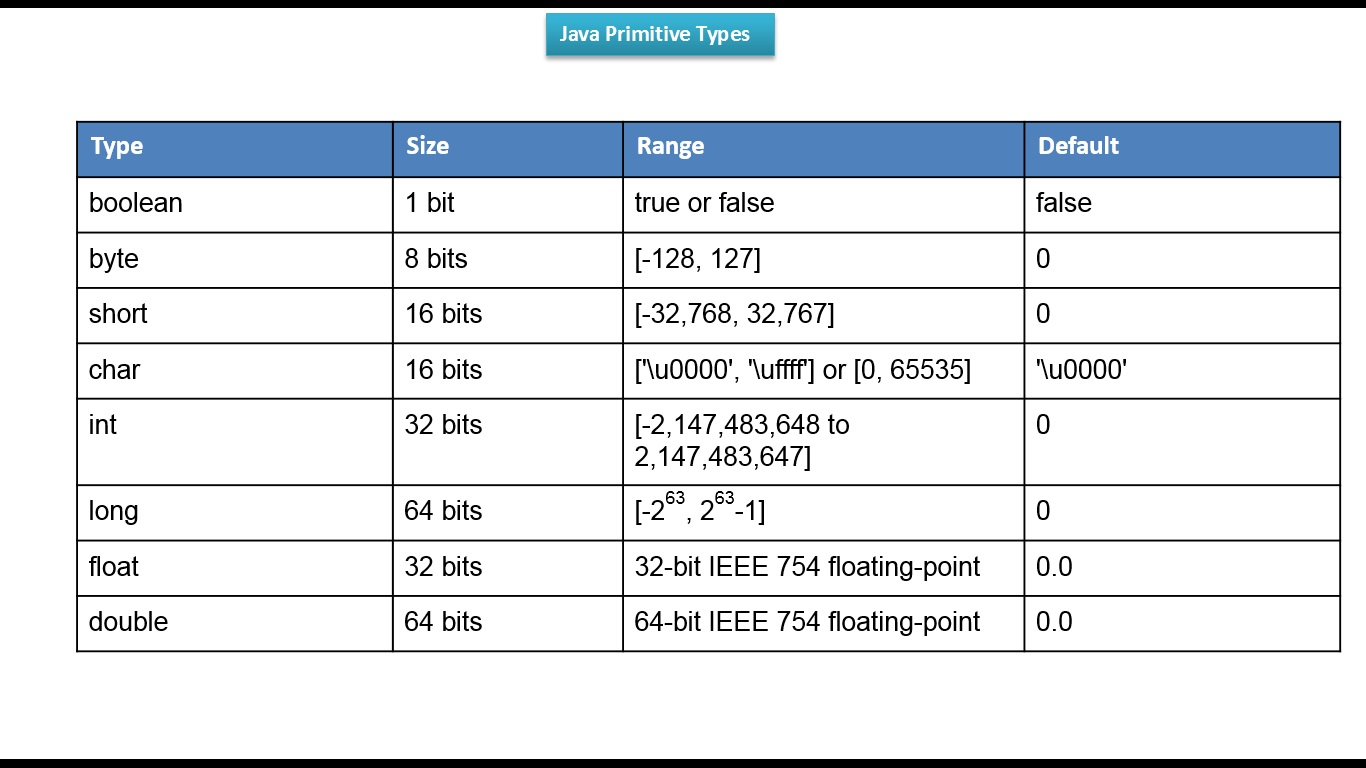 Java Primitive Types
Type Size Range Default
boolean 1 bit true or false false
byte 8 bits [-128, 127] 0
short 16 bits [-32,768, 32,767] 0
char 16 bits ['\u0000', '\uffff'] or [0, 65535] '\u0000'
int 32 bits [-2,147,483,648 to 0
2,147,483,647]
long 64 bits [-2⁶³, 2⁶³-1] 0
float 32 bits 32-bit IEEE 754 floating-point 0.0
double 64 bits 64-bit IEEE 754 floating-point 0.0